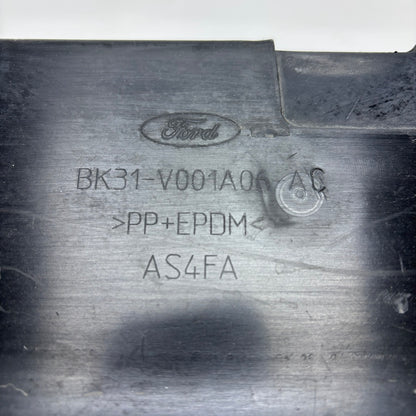 Ford
BK31-V001A06 AC
>PP+EPDM<
AS4FA